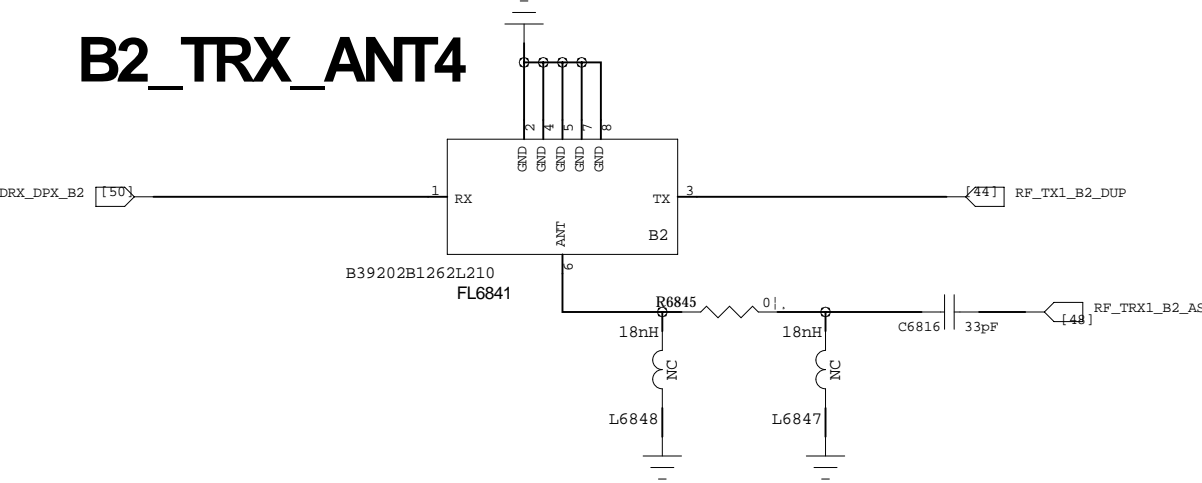 B2_TRX_ANT4
2 4 5 7 8
GND GND GND GND GND
DRX_DPX_B2 [50] 1 RX TX 3 [44] RF_TX1_B2_DUP
ANT B2
6
B39202B1262L210
FL6841
R6845 0
RF_TRX1_B2_AS
[48]
18nH 18nH C6816 33pF
NC NC
L6848 L6847